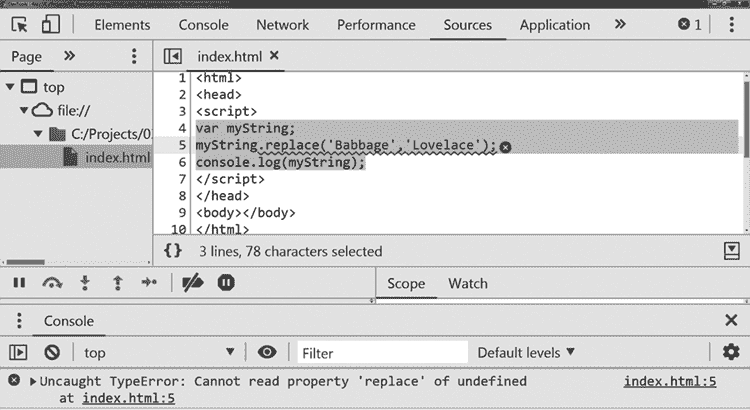 Elements Console Network Performance Sources Application » 1
Page » index.html ×
top
file://
C:/Projects/0
index.html
1 <html>
2 <head>
3 <script>
4 var myString;
5 myString.replace('Babbage','Lovelace');
6 console.log(myString);
7 </script>
8 </head>
9 <body></body>
10 </html>
{} 3 lines, 78 characters selected
Scope Watch
Console
top Filter Default levels ▼
Uncaught TypeError: Cannot read property 'replace' of undefined index.html:5
at index.html:5